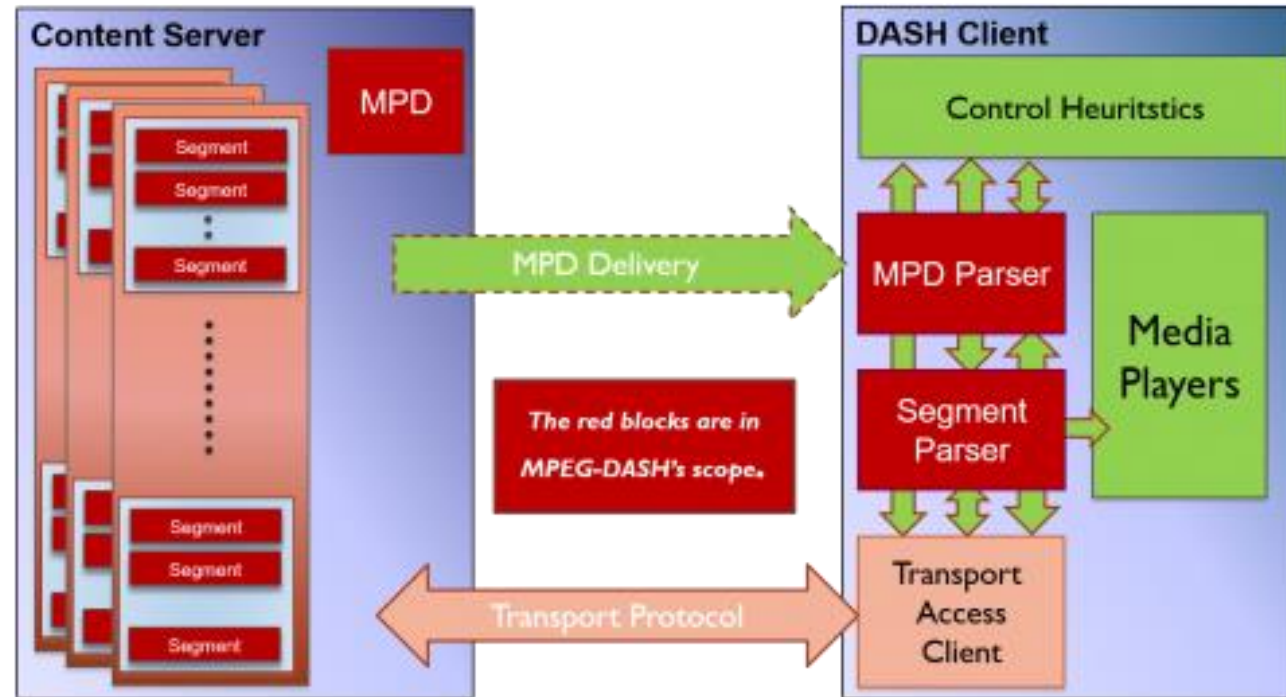 Content Server
MPD
Segment
Segment
Segment
Segment
Segment
Segment
MPD Delivery
The red blocks are in
MPEG-DASH's scope.
Transport Protocol
DASH Client
Control Heuritstics
MPD Parser
Segment
Parser
Media
Players
Transport
Access
Client